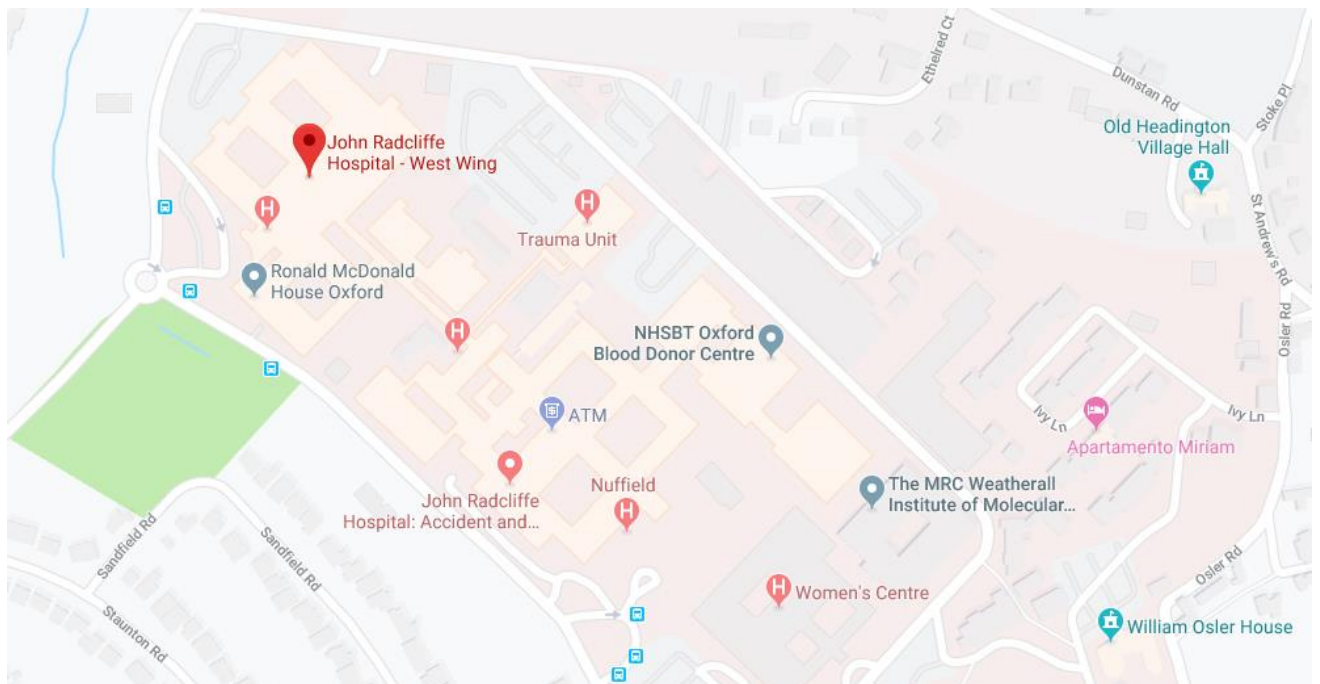 Ethelred Ct
Dunstan Rd
Stoke Pl
Old Headington
Village Hall
John Radcliffe
Hospital - West Wing
H
H
Trauma Unit
St Andrew's Rd
Ronald McDonald
House Oxford
H
NHSBT Oxford
Blood Donor Centre
Osler Rd
ATM
Ivy Ln
Ivy Ln
Apartamento Miriam
John Radcliffe
Hospital: Accident and...
Nuffield
H
The MRC Weatherall
Institute of Molecular...
Sandfield Rd
Sandfield Rd
Staunton Rd
H
Women's Centre
Osler Rd
William Osler House